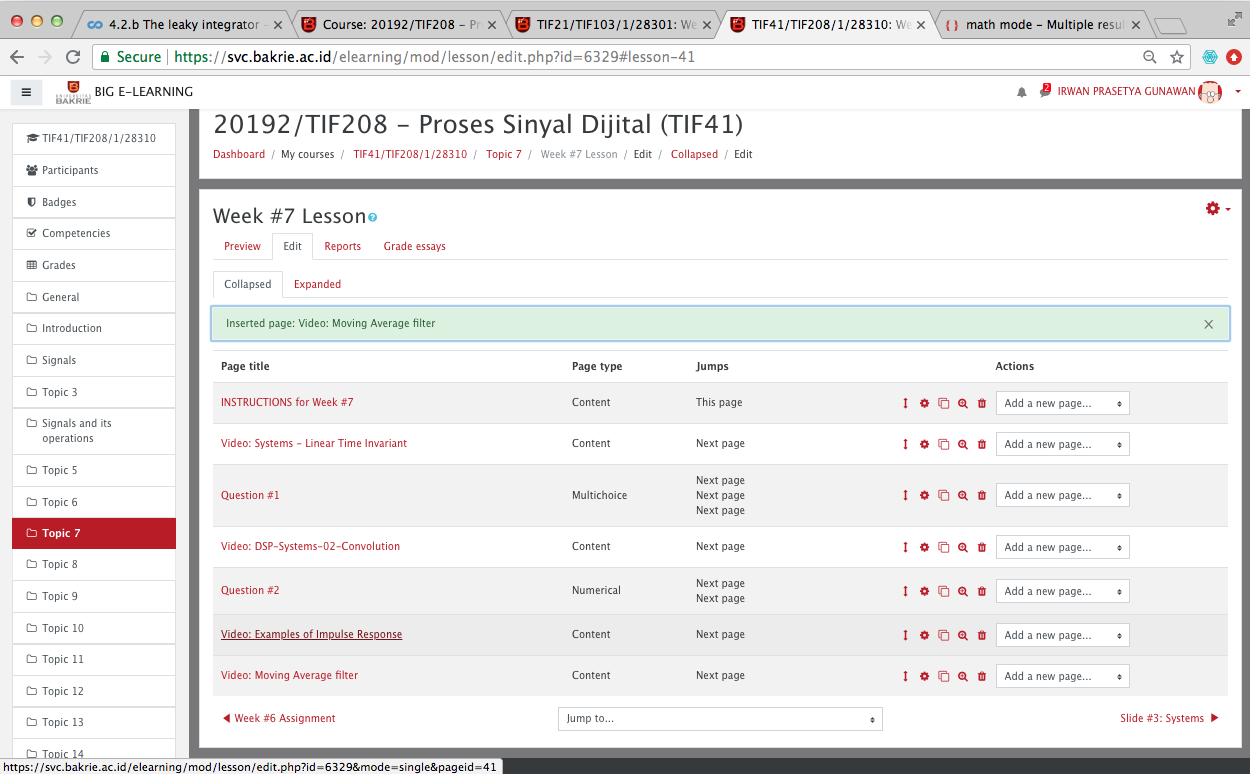 4.2.b The leaky integrator -
Course: 20192/TIF208 - Pr
TIF21/TIF103/1/28301: We
TIF41/TIF208/1/28310: We
math mode - Multiple resul
Secure
https://svc.bakrie.ac.id/elearning/mod/lesson/edit.php?id=6329#lesson-41
UNIVERSITAS
BAKRIE
BIG E-LEARNING
2
IRWAN PRASETYA GUNAWAN
TIF41/TIF208/1/28310
Participants
Badges
Competencies
Grades
General
Introduction
Signals
Topic 3
Signals and its
operations
Topic 5
Topic 6
Topic 7
Topic 8
Topic 9
Topic 10
Topic 11
Topic 12
Topic 13
Topic 14
20192/TIF208 - Proses Sinyal Dijital (TIF41)
Dashboard / My courses / TIF41/TIF208/1/28310 / Topic 7 / Week #7 Lesson / Edit / Collapsed / Edit
Week #7 Lesson
Preview Edit Reports Grade essays
Collapsed Expanded
Inserted page: Video: Moving Average filter
Page title Page type Jumps Actions
INSTRUCTIONS for Week #7 Content This page Add a new page...
Video: Systems - Linear Time Invariant Content Next page Add a new page...
Question #1 Multichoice Next page
Next page
Next page
Add a new page...
Video: DSP-Systems-02-Convolution Content Next page Add a new page...
Question #2 Numerical Next page
Next page
Add a new page...
Video: Examples of Impulse Response Content Next page Add a new page...
Video: Moving Average filter Content Next page Add a new page...
◀ Week #6 Assignment Jump to... Slide #3: Systems ▶
https://svc.bakrie.ac.id/elearning/mod/lesson/edit.php?id=6329&mode=single&pageid=41